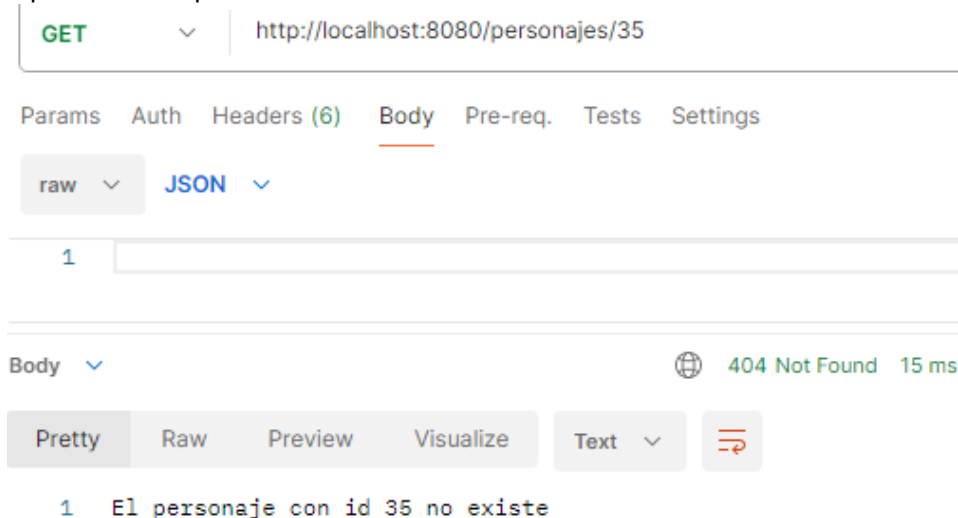 GET http://localhost:8080/personajes/35
Params Auth Headers (6) Body Pre-req. Tests Settings
raw JSON
1
Body 404 Not Found 15 ms
Pretty Raw Preview Visualize Text
1 El personaje con id 35 no existe